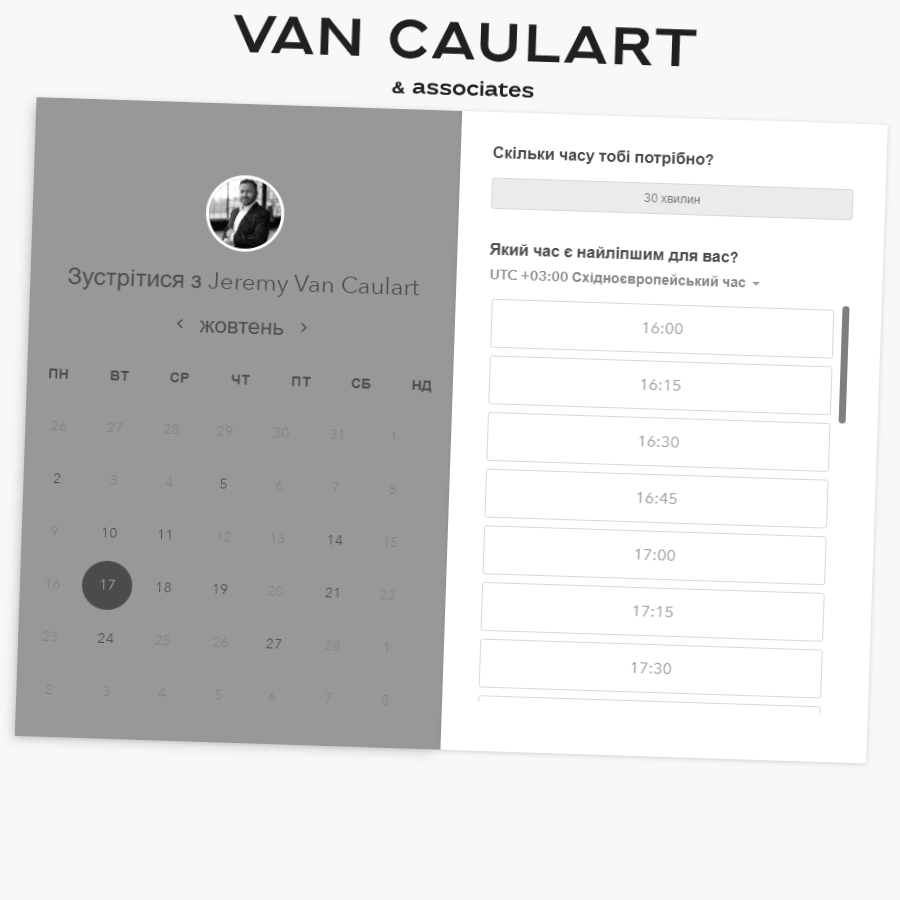 VAN CAULART
& associates
Зустрітися з Jeremy Van Caulart
жовтень
ПН ВТ СР ЧТ ПТ СБ НД
26 27 28 29 30 31 1
2 3 4 5 6 7 8
9 10 11 12 13 14 15
16 17 18 19 20 21 22
23 24 25 26 27 28 1
2 3 4 5 6 7 8
Скільки часу тобі потрібно?
30 хвилин
Який час є найліпшим для вас?
UTC +03:00 Східноєвропейський час
16:00
16:15
16:30
16:45
17:00
17:15
17:30